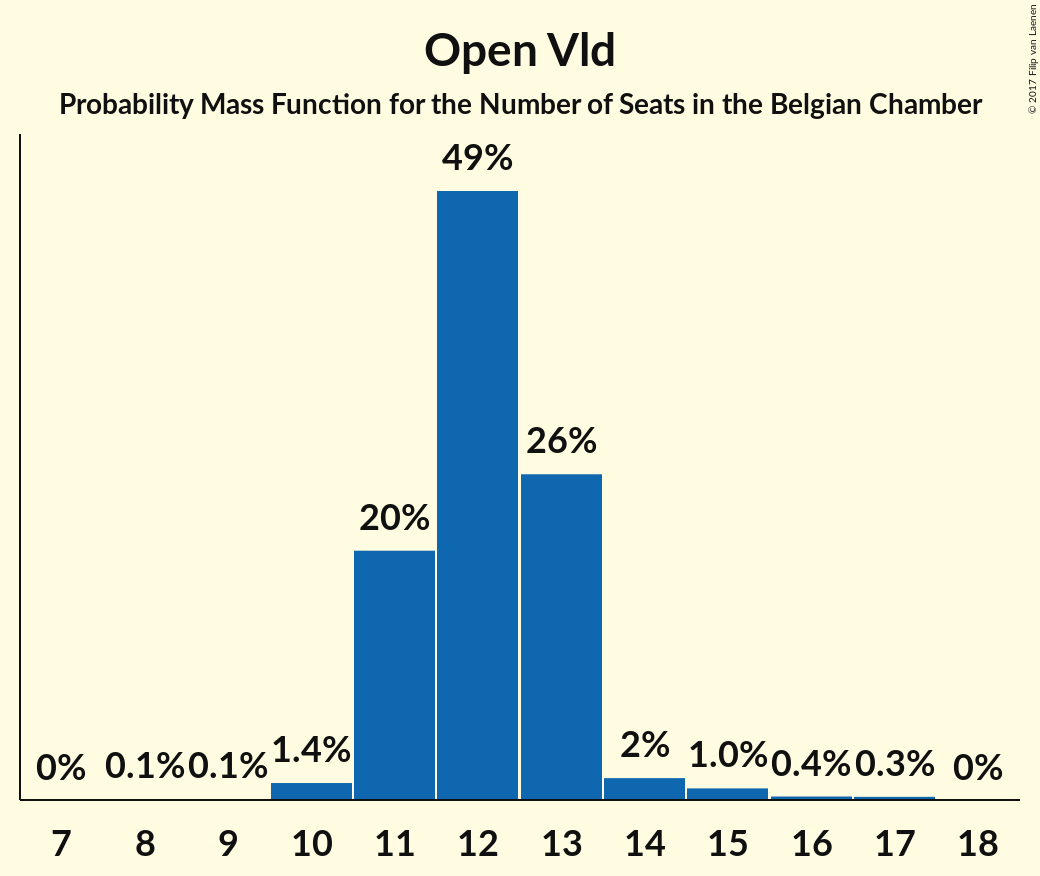 Open Vld
Probability Mass Function for the Number of Seats in the Belgian Chamber
© 2017 Filip van Laenen
49%
26%
20%
0% 0.1% 0.1% 1.4% 2% 1.0% 0.4% 0.3% 0%
7 8 9 10 11 12 13 14 15 16 17 18